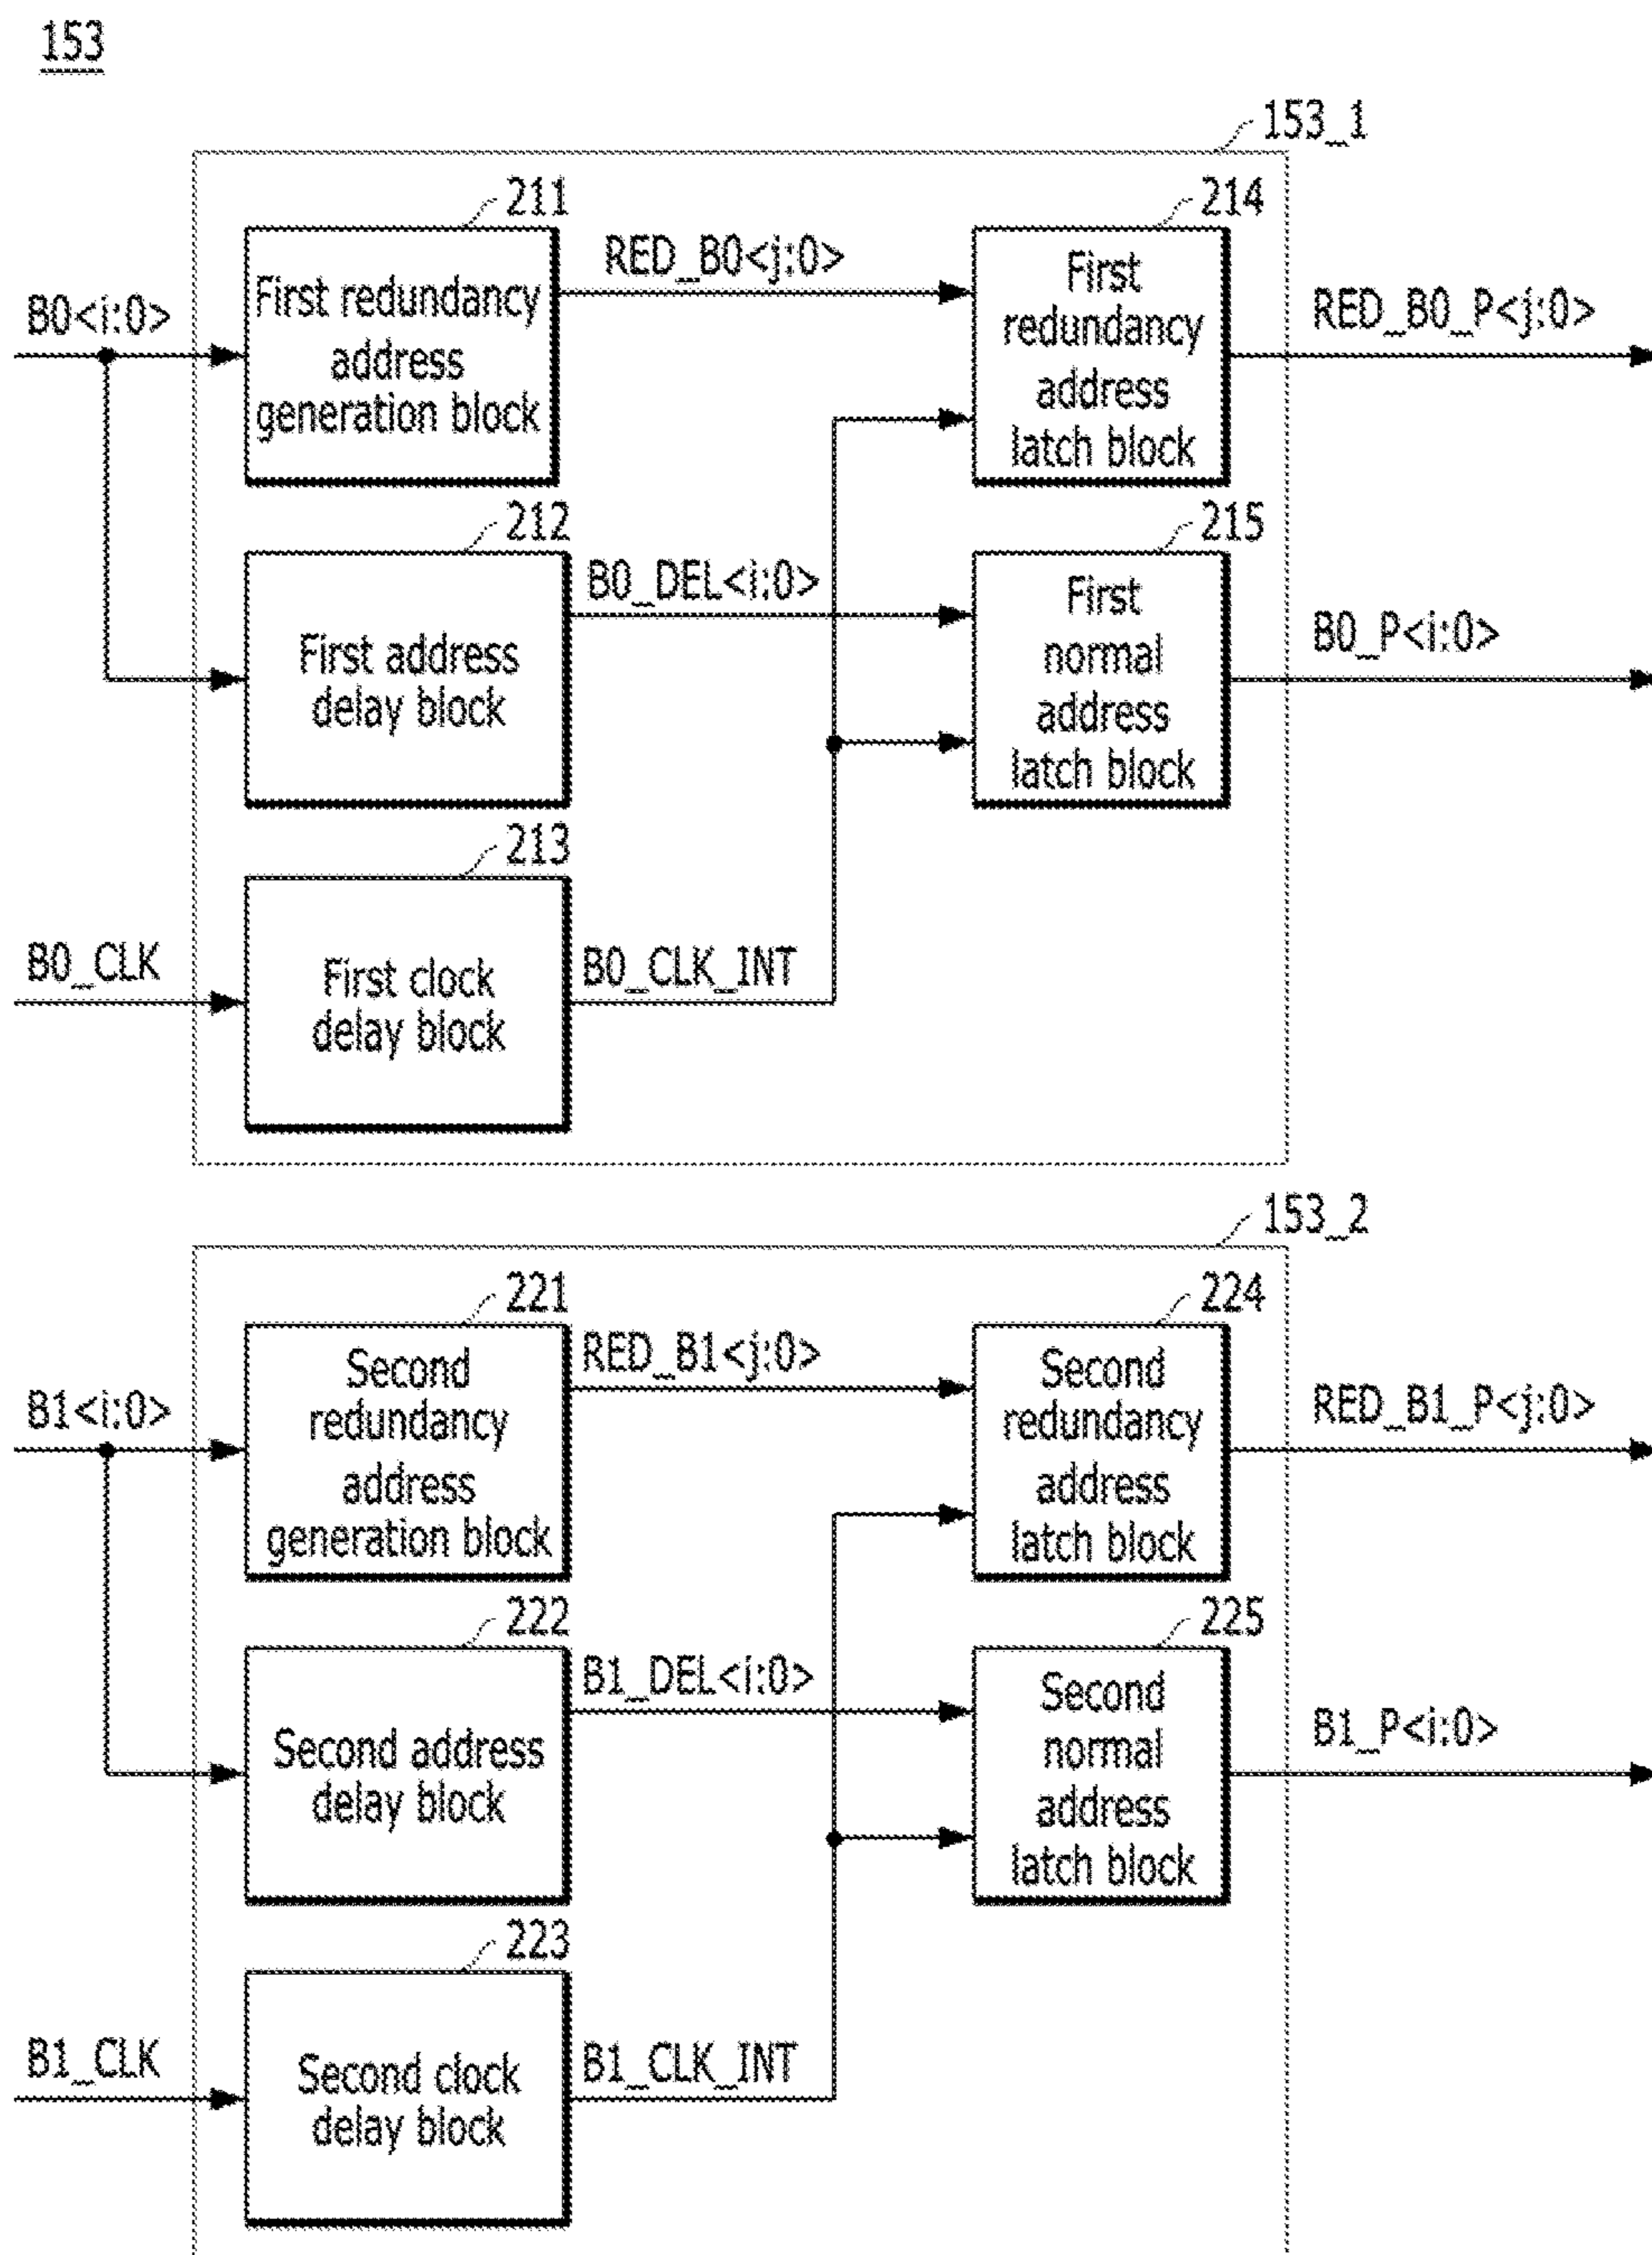 153
153_1
211
214
RED_B0<j:0>
B0<i:0>
First redundancy
address
generation block
First
redundancy
address
latch block
RED_B0_P<j:0>
212
215
B0_DEL<i:0>
First address
delay block
First
normal
address
latch block
B0_P<i:0>
213
B0_CLK
First clock
delay block
B0_CLK_INT
153_2
221
224
RED_B1<j:0>
B1<i:0>
Second
redundancy
address
generation block
Second
redundancy
address
latch block
RED_B1_P<j:0>
222
225
B1_DEL<i:0>
Second address
delay block
Second
normal
address
latch block
B1_P<i:0>
223
B1_CLK
Second clock
delay block
B1_CLK_INT